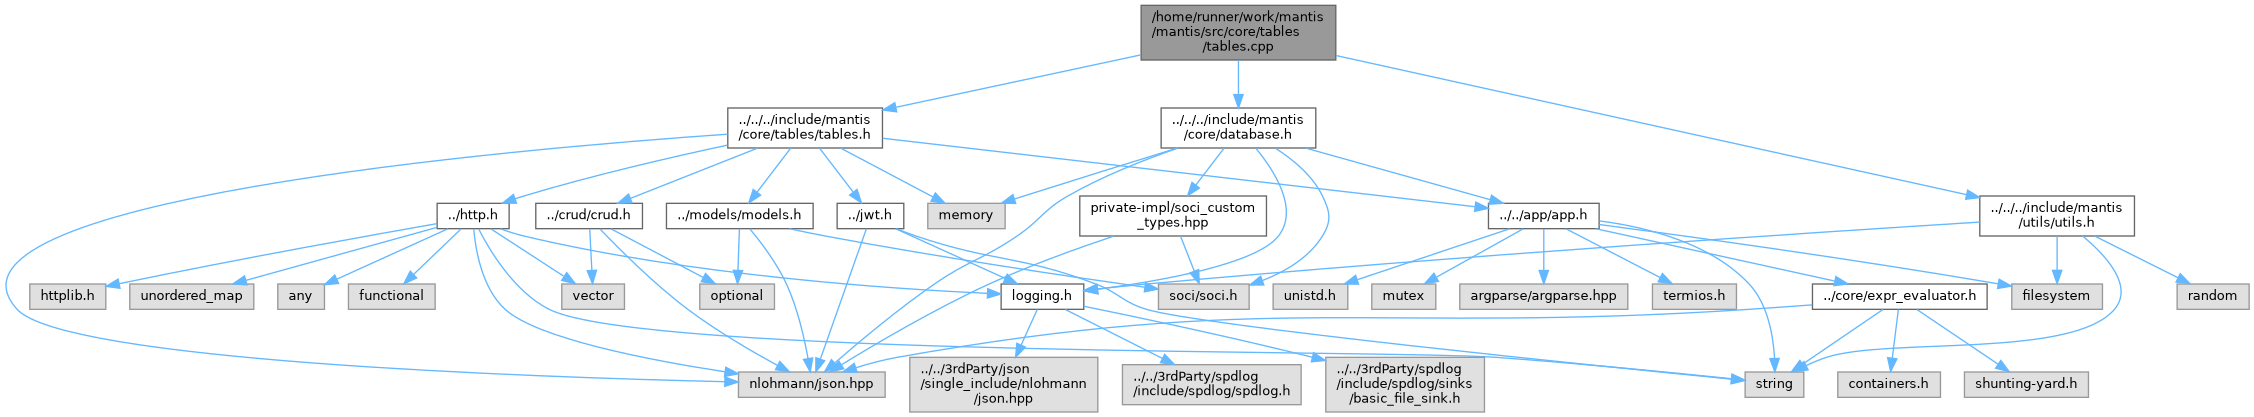 /home/runner/work/mantis
/mantis/src/core/tables
/tables.cpp
../../../include/mantis
/core/tables/tables.h
../../../include/mantis
/core/database.h
../http.h
../crud/crud.h
../models/models.h
../jwt.h
memory
private-impl/soci_custom
_types.hpp
../../app/app.h
../../../include/mantis
/utils/utils.h
httplib.h
unordered_map
any
functional
vector
optional
logging.h
soci/soci.h
unistd.h
mutex
argparse/argparse.hpp
termios.h
../core/expr_evaluator.h
filesystem
random
nlohmann/json.hpp
../../3rdParty/json
/single_include/nlohmann
/json.hpp
../../3rdParty/spdlog
/include/spdlog/spdlog.h
../../3rdParty/spdlog
/include/spdlog/sinks
/basic_file_sink.h
string
containers.h
shunting-yard.h